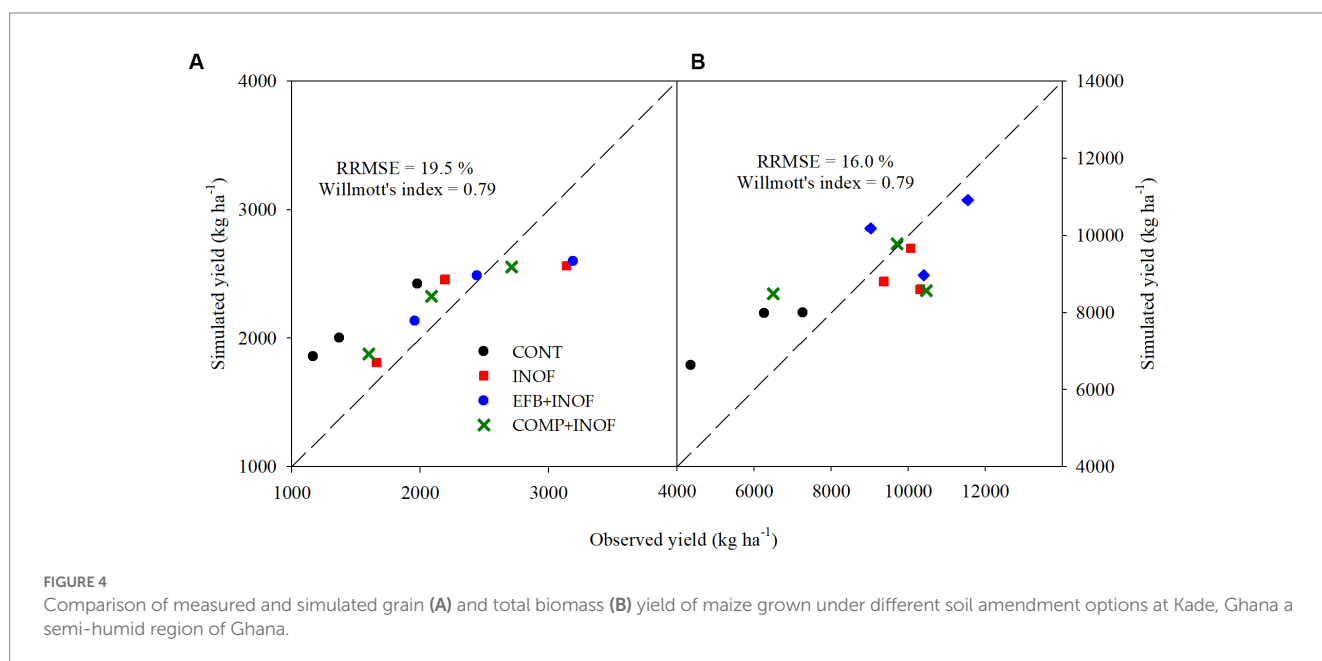 A
B
4000
3000
2000
1000
Simulated yield (kg ha-1)
RRMSE = 19.5 %
Willmott's index = 0.79
CONT
INOF
EFB+INOF
COMP+INOF
1000
2000
3000
RRMSE = 16.0 %
Willmott's index = 0.79
14000
12000
10000
8000
6000
4000
Simulated yield (kg ha-1)
4000
6000
8000
10000
12000
Observed yield (kg ha-1)
FIGURE 4
Comparison of measured and simulated grain (A) and total biomass (B) yield of maize grown under different soil amendment options at Kade, Ghana a
semi-humid region of Ghana.